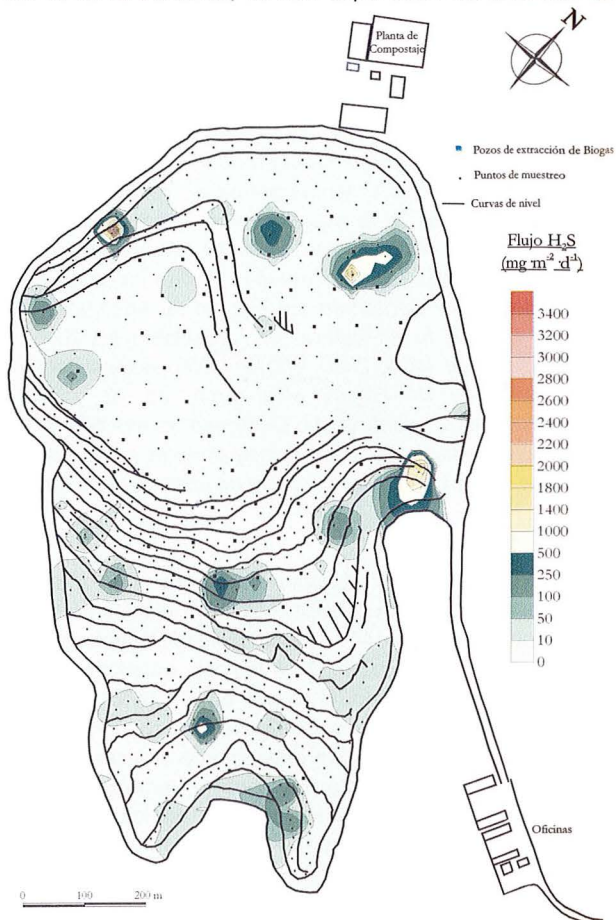 Planta de
Compostaje
N
Pozos de extracción de Biogas
Puntos de muestreo
Curvas de nivel
Flujo H₂S
(mg·m⁻²·d⁻¹)
3400
3200
3000
2800
2600
2400
2200
2000
1800
1400
1000
500
250
100
50
10
0
Oficinas
0 100 200 m